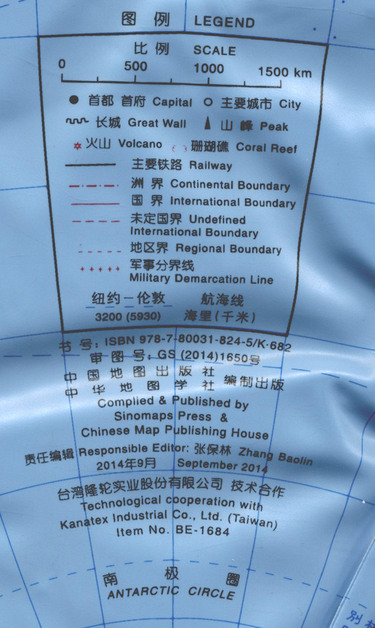 图 例 LEGEND
比 例 SCALE
0 500 1000 1500 km
首都 首府 Capital 主要城市 City
长城 Great Wall 山 峰 Peak
火山 Volcano 珊瑚礁 Coral Reef
主要铁路 Railway
洲 界 Continental Boundary
国 界 International Boundary
未定国界 Undefined
International Boundary
地区界 Regional Boundary
军事分界线
Military Demarcation Line
纽约－伦敦 航海线
3200 (5930) 海里(千米)
书 号: ISBN 978-7-80031-824-5/K·682
审 图 号: GS (2014)1650号
中 国 地 图 出 版 社
中 华 地 图 学 社 编制出版
Complied & Published by
Sinomaps Press &
Chinese Map Publishing House
责任编辑 Responsible Editor: 张保林 Zhang Baolin
2014年9月 September 2014
台湾隆轮实业股份有限公司 技术合作
Technological cooperation with
Kanatex Industrial Co., Ltd. (Taiwan)
Item No. BE-1684
南 极 圈
ANTARCTIC CIRCLE